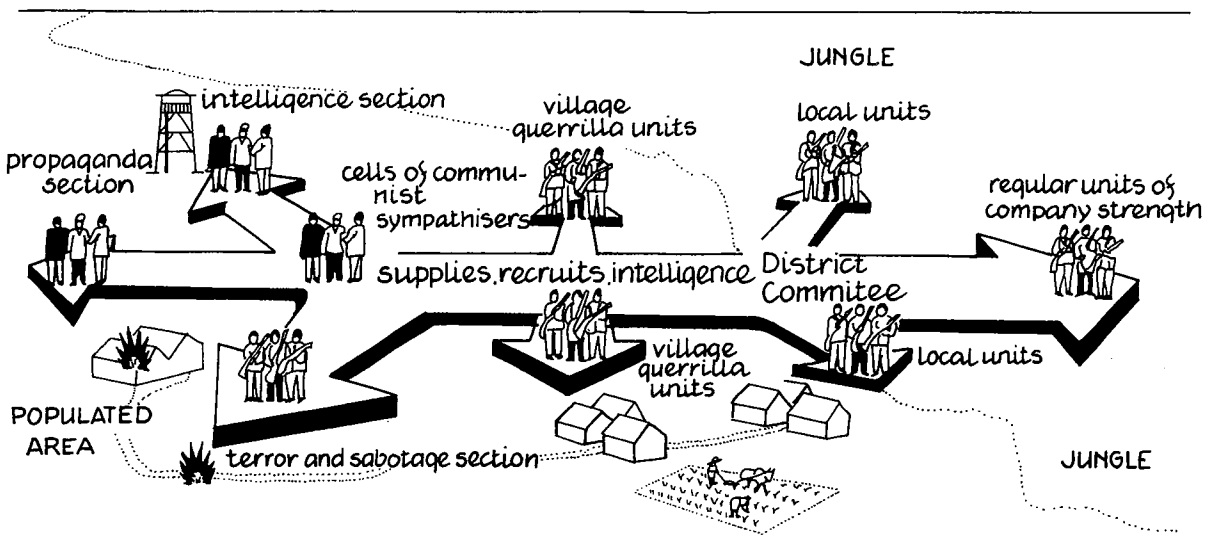 JUNGLE
intelligence section
village
guerrilla units
local units
propaganda
section
cells of commu-
nist
sympathisers
regular units of
company strength
supplies, recruits, intelligence
District
Commitee
village
guerrilla
units
local units
POPULATED
AREA
terror and sabotage section
JUNGLE